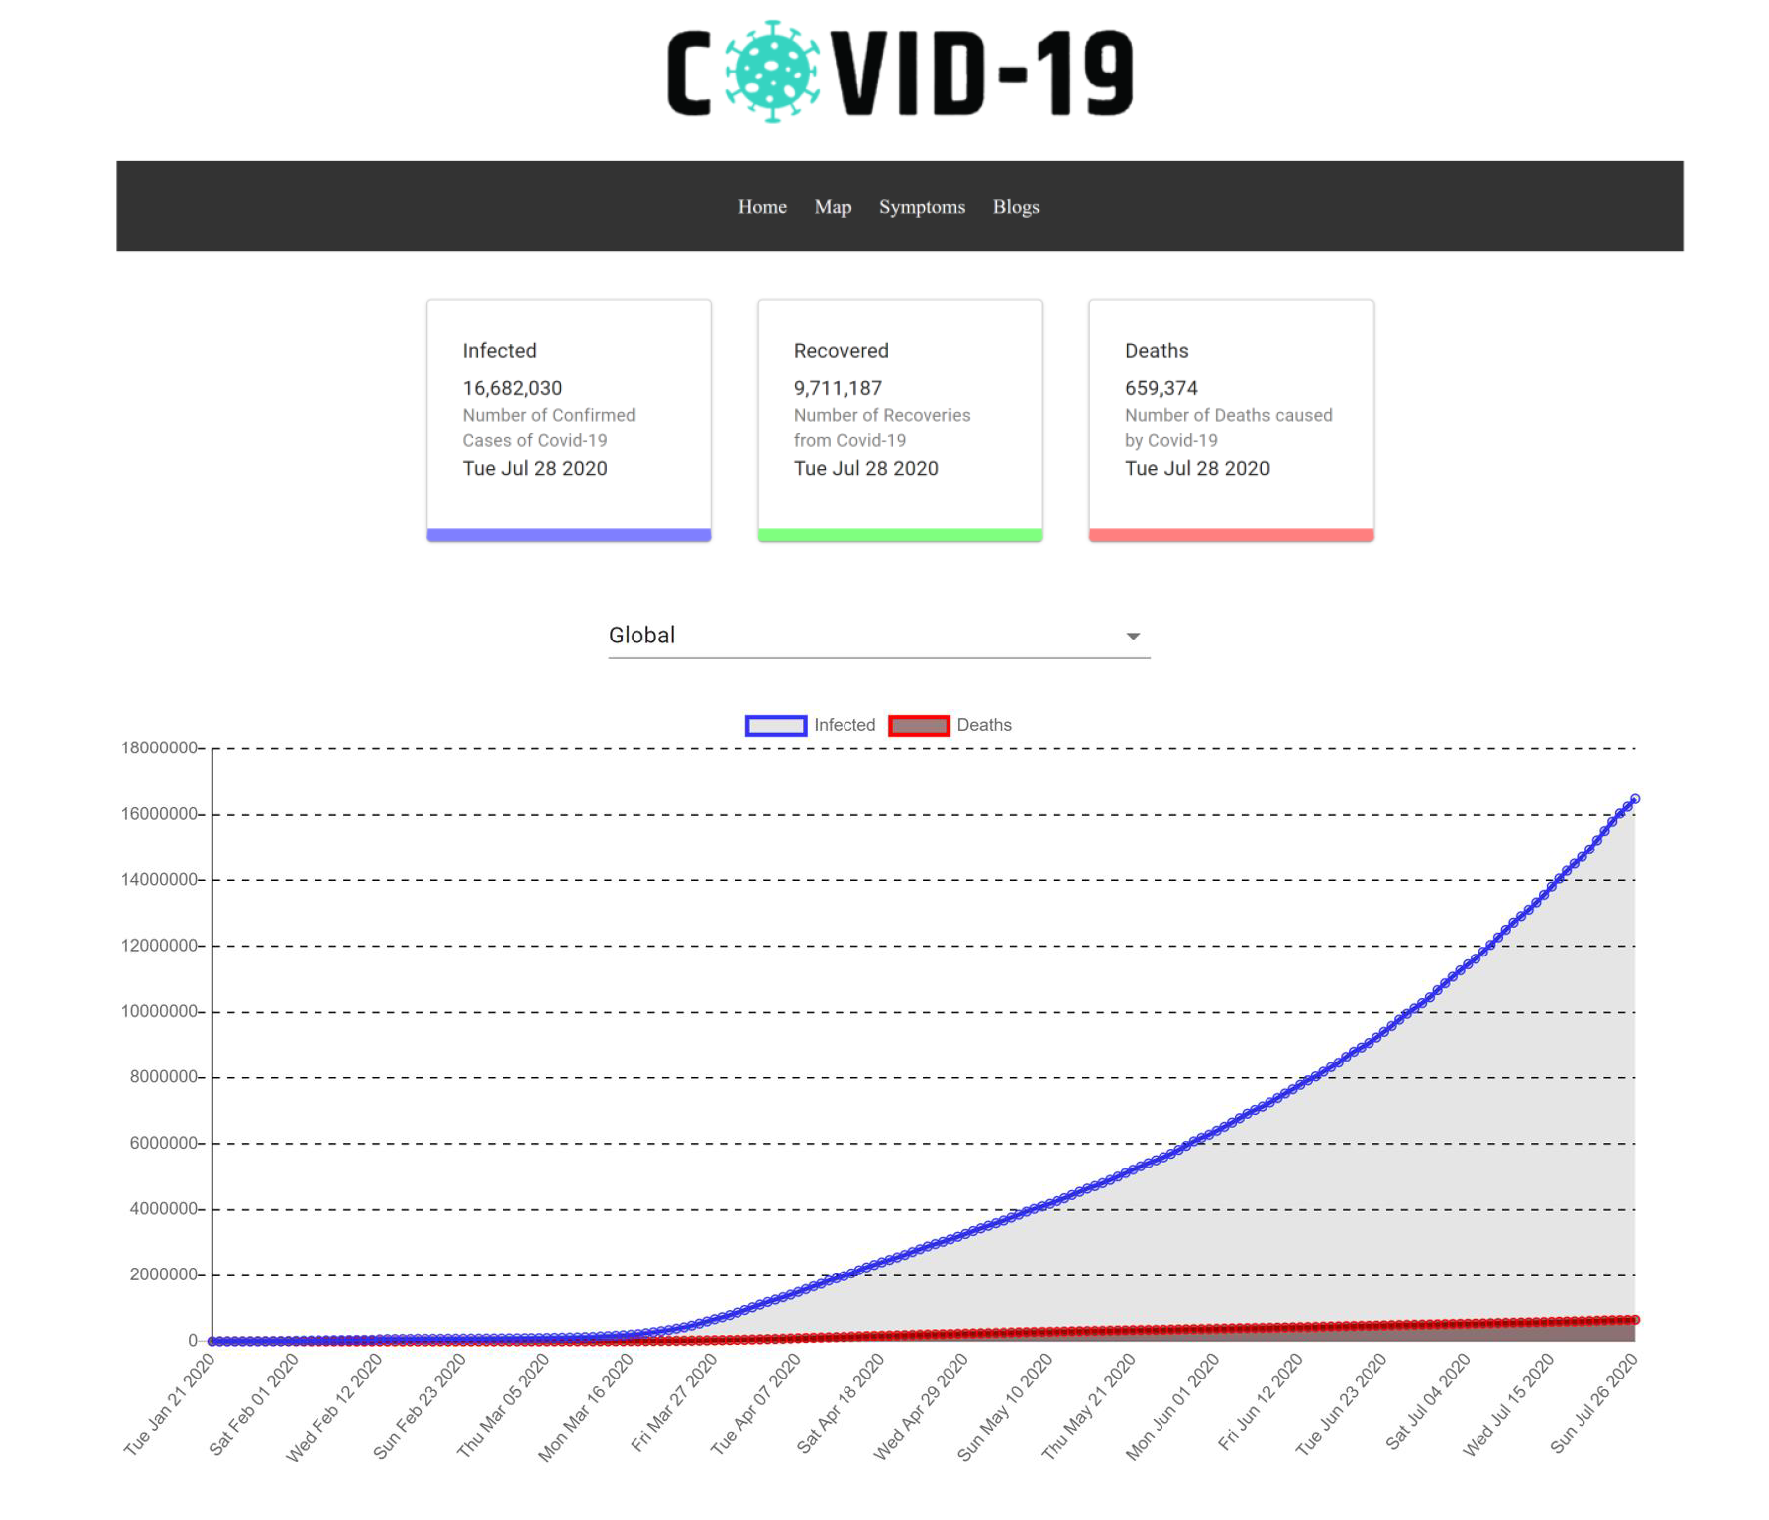 COVID-19
Home Map Symptoms Blogs
Infected
16,682,030
Number of Confirmed
Cases of Covid-19
Tue Jul 28 2020
Recovered
9,711,187
Number of Recoveries
from Covid-19
Tue Jul 28 2020
Deaths
659,374
Number of Deaths caused
by Covid-19
Tue Jul 28 2020
Global
Infected Deaths
18000000
16000000
14000000
12000000
10000000
8000000
6000000
4000000
2000000
0
Tue Jan 21 2020
Sat Feb 01 2020
Wed Feb 12 2020
Sun Feb 23 2020
Thu Mar 05 2020
Mon Mar 16 2020
Fri Mar 27 2020
Tue Apr 07 2020
Sat Apr 18 2020
Wed Apr 29 2020
Sun May 10 2020
Thu May 21 2020
Mon Jun 01 2020
Fri Jun 12 2020
Tue Jun 23 2020
Sat Jul 04 2020
Wed Jul 15 2020
Sun Jul 26 2020